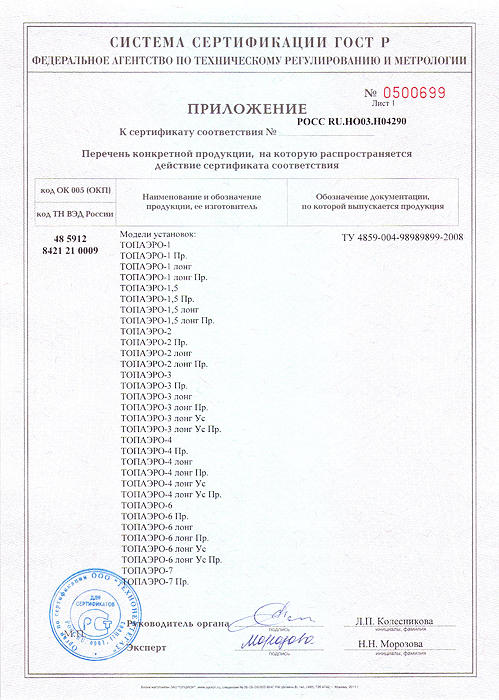 СИСТЕМА СЕРТИФИКАЦИИ ГОСТ Р
ФЕДЕРАЛЬНОЕ АГЕНТСТВО ПО ТЕХНИЧЕСКОМУ РЕГУЛИРОВАНИЮ И МЕТРОЛОГИИ
№ 0500699
Лист 1
ПРИЛОЖЕНИЕ
РОСС RU.НО03.Н04290
К сертификату соответствия №
Перечень конкретной продукции, на которую распространяется
действие сертификата соответствия
код ОК 005 (ОКП)
код ТН ВЭД России
Наименование и обозначение
продукции, ее изготовитель
Обозначение документации,
по которой выпускается продукция
48 5912
8421 21 0009
Модели установок:
ТОПАЭРО-1
ТОПАЭРО-1 Пр.
ТОПАЭРО-1 лонг
ТОПАЭРО-1 лонг Пр.
ТОПАЭРО-1,5
ТОПАЭРО-1,5 Пр.
ТОПАЭРО-1,5 лонг
ТОПАЭРО-1,5 лонг Пр.
ТОПАЭРО-2
ТОПАЭРО-2 Пр.
ТОПАЭРО-2 лонг
ТОПАЭРО-2 лонг Пр.
ТОПАЭРО-3
ТОПАЭРО-3 Пр.
ТОПАЭРО-3 лонг
ТОПАЭРО-3 лонг Пр.
ТОПАЭРО-3 лонг Ус
ТОПАЭРО-3 лонг Ус Пр.
ТОПАЭРО-4
ТОПАЭРО-4 Пр.
ТОПАЭРО-4 лонг
ТОПАЭРО-4 лонг Пр.
ТОПАЭРО-4 лонг Ус
ТОПАЭРО-4 лонг Ус Пр.
ТОПАЭРО-6
ТОПАЭРО-6 Пр.
ТОПАЭРО-6 лонг
ТОПАЭРО-6 лонг Пр.
ТОПАЭРО-6 лонг Ус
ТОПАЭРО-6 лонг Ус Пр.
ТОПАЭРО-7
ТОПАЭРО-7 Пр.
ТУ 4859-004-98989899-2008
Орган по сертификации ООО
ДЛЯ
СЕРТИФИКАТОВ
М.П.
Руководитель органа
подпись
Л.П. Колесникова
инициалы, фамилия
Эксперт
Морозова
подпись
Н.Н. Морозова
инициалы, фамилия